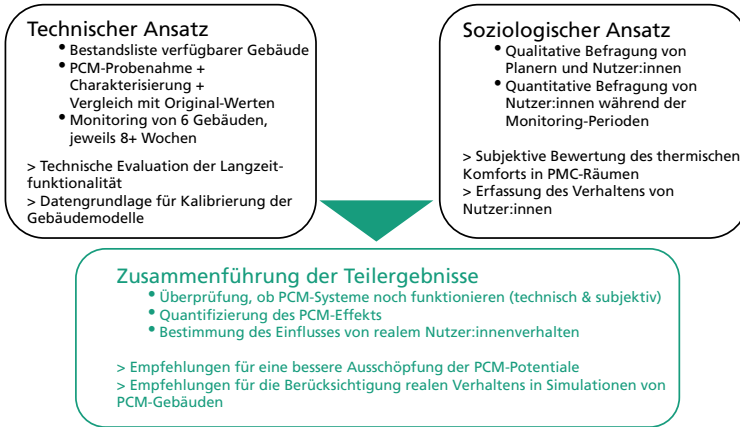 Technischer Ansatz
• Bestandsliste verfügbarer Gebäude
• PCM-Probenahme +
Charakterisierung +
Vergleich mit Original-Werten
• Monitoring von 6 Gebäuden,
jeweils 8+ Wochen
> Technische Evaluation der Langzeit-
funktionalität
> Datengrundlage für Kalibrierung der
Gebäudemodelle
Soziologischer Ansatz
• Qualitative Befragung von
Planern und Nutzer:innen
• Quantitative Befragung von
Nutzer:innen während der
Monitoring-Perioden
> Subjektive Bewertung des thermischen
Komforts in PMC-Räumen
> Erfassung des Verhaltens von
Nutzer:innen
Zusammenführung der Teilergebnisse
• Überprüfung, ob PCM-Systeme noch funktionieren (technisch & subjektiv)
• Quantifizierung des PCM-Effekts
• Bestimmung des Einflusses von realem Nutzer:innenverhalten
> Empfehlungen für eine bessere Ausschöpfung der PCM-Potentiale
> Empfehlungen für die Berücksichtigung realen Verhaltens in Simulationen von
PCM-Gebäuden